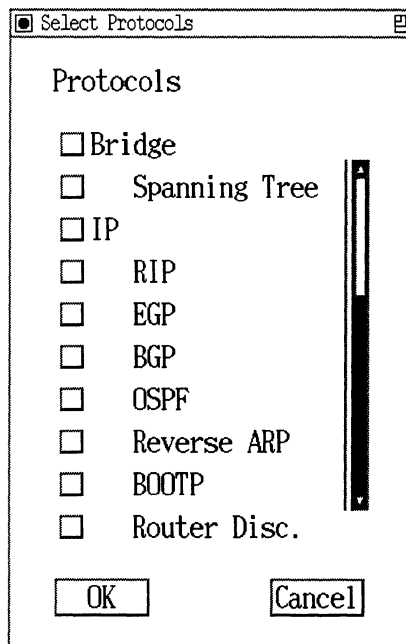 Select Protocols
Protocols
Bridge
Spanning Tree
IP
RIP
EGP
BGP
OSPF
Reverse ARP
BOOTP
Router Disc.
OK
Cancel